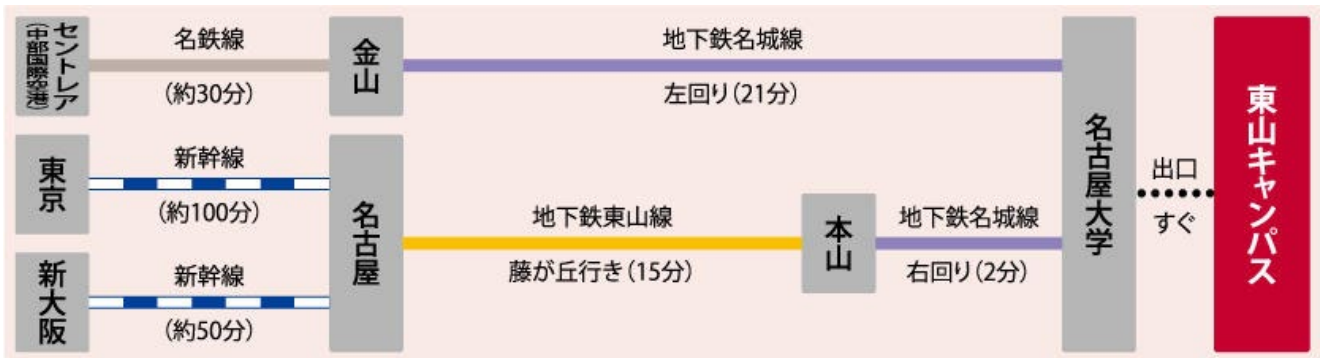 セントレア
(中部国際空港)
名鉄線
(約30分)
金山
地下鉄名城線
左回り(21分)
東京
新幹線
(約100分)
新大阪
新幹線
(約50分)
名古屋
地下鉄東山線
藤が丘行き(15分)
本山
地下鉄名城線
右回り(2分)
名古屋大学
出口
すぐ
東山キャンパス